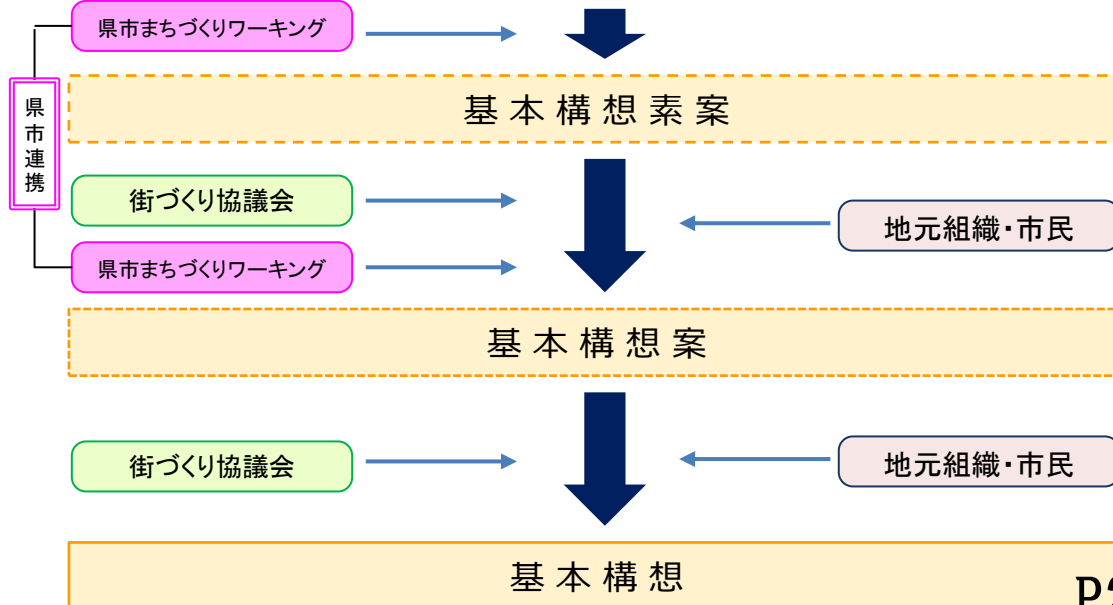 県市まちづくりワーキング
県市連携
基本構想素案
街づくり協議会
地元組織・市民
県市まちづくりワーキング
基本構想案
街づくり協議会
地元組織・市民
基本構想